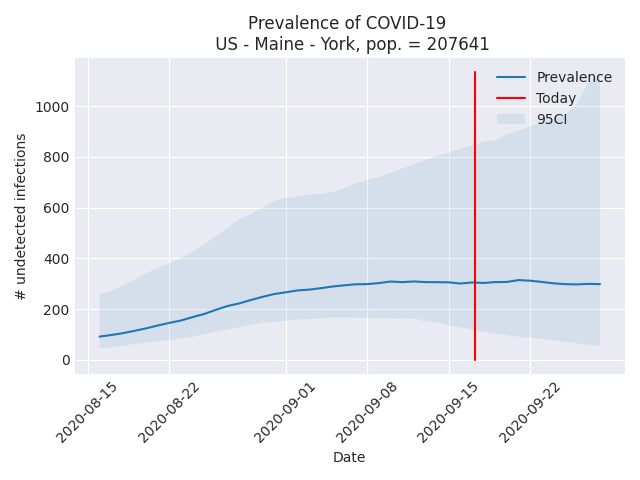 Prevalence of COVID-19
US - Maine - York, pop. = 207641
Prevalence
Today
95CI
# undetected infections
1000
800
600
400
200
0
2020-08-15
2020-08-22
2020-09-01
2020-09-08
2020-09-15
2020-09-22
Date